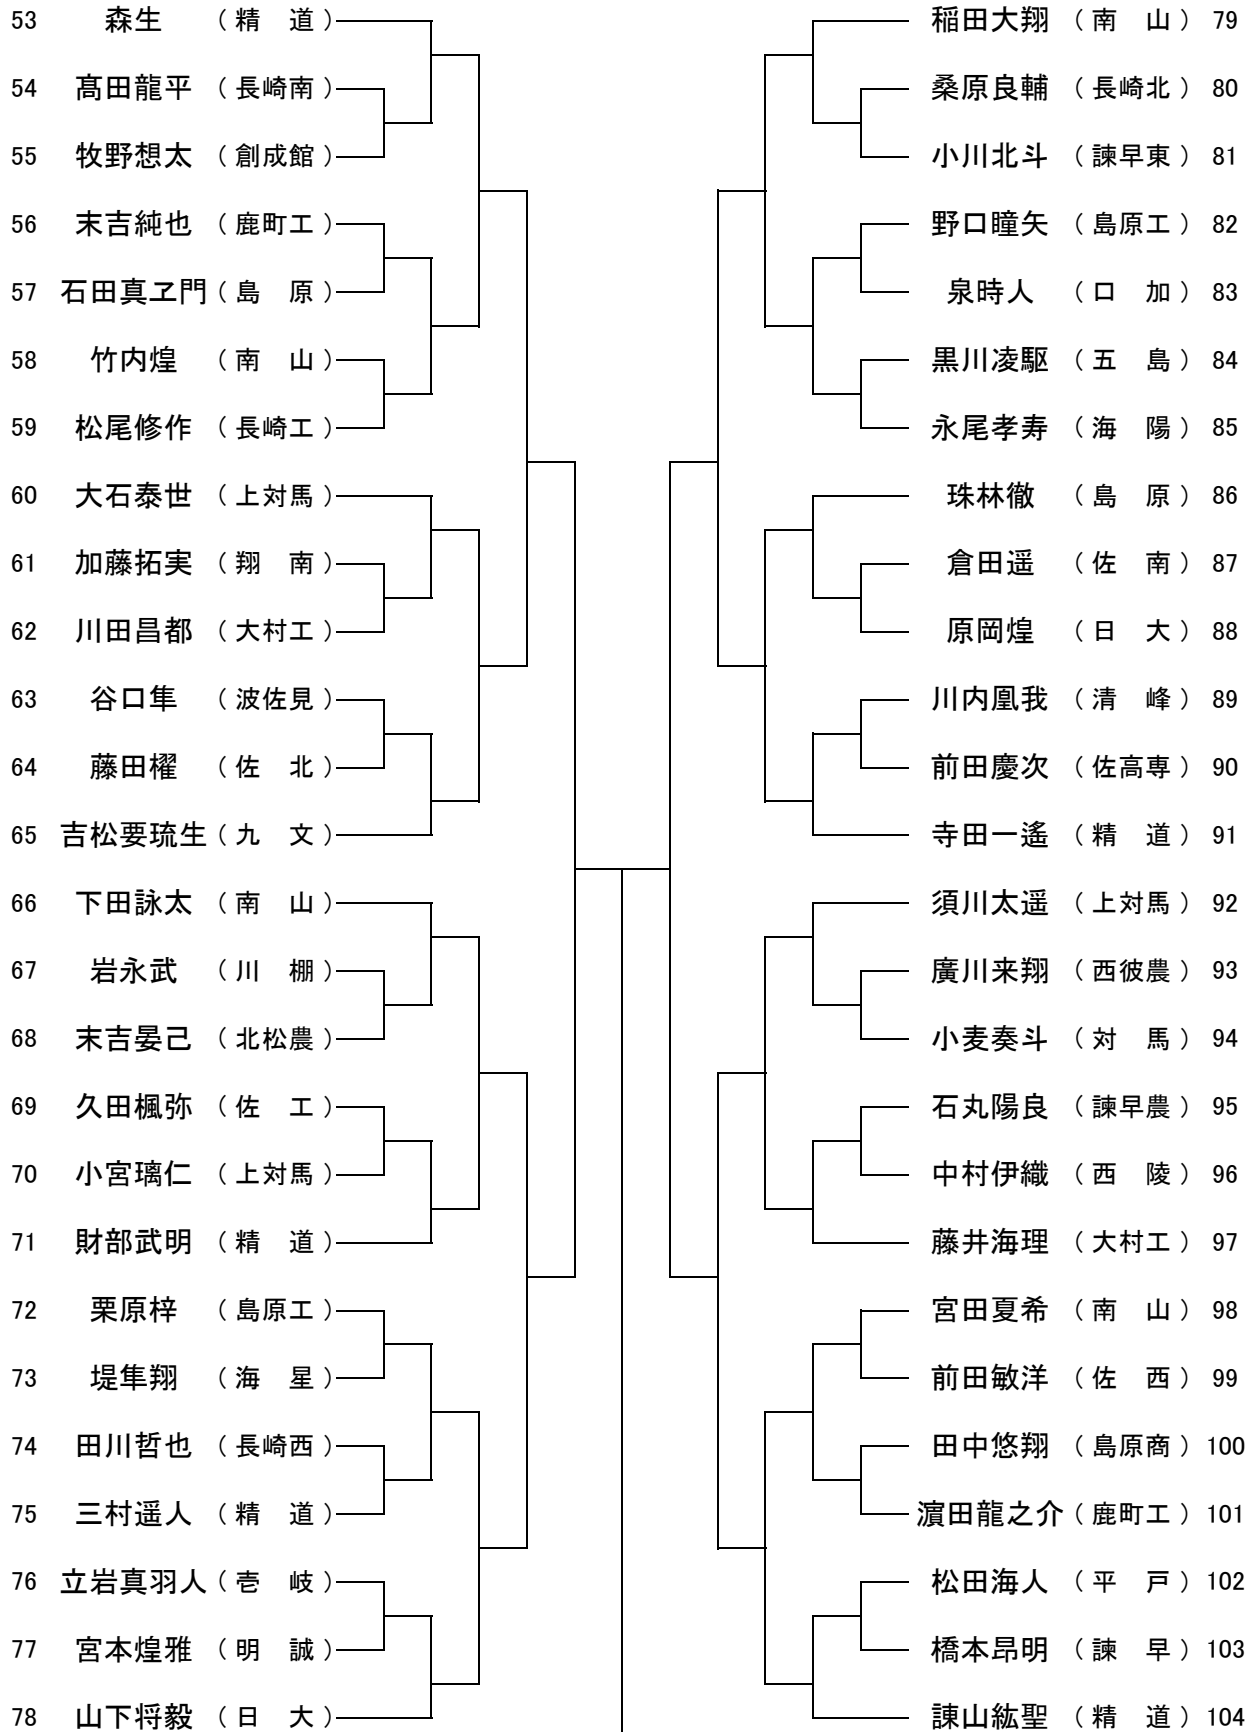 53 森生 （ 精　道 ）
54 髙田龍平 （ 長崎南 ）
55 牧野想太 （ 創成館 ）
56 末吉純也 （ 鹿町工 ）
57 石田真ヱ門 （ 島　原 ）
58 竹内煌 （ 南　山 ）
59 松尾修作 （ 長崎工 ）
60 大石泰世 （ 上対馬 ）
61 加藤拓実 （ 翔　南 ）
62 川田昌都 （ 大村工 ）
63 谷口隼 （ 波佐見 ）
64 藤田櫂 （ 佐　北 ）
65 吉松要琉生 （ 九　文 ）
66 下田詠太 （ 南　山 ）
67 岩永武 （ 川　棚 ）
68 末吉晏己 （ 北松農 ）
69 久田楓弥 （ 佐　工 ）
70 小宮璃仁 （ 上対馬 ）
71 財部武明 （ 精　道 ）
72 栗原梓 （ 島原工 ）
73 堤隼翔 （ 海　星 ）
74 田川哲也 （ 長崎西 ）
75 三村遥人 （ 精　道 ）
76 立岩真羽人 （ 壱　岐 ）
77 宮本煌雅 （ 明　誠 ）
78 山下将毅 （ 日　大 ）
稲田大翔 （ 南　山 ） 79
桑原良輔 （ 長崎北 ） 80
小川北斗 （ 諫早東 ） 81
野口瞳矢 （ 島原工 ） 82
泉時人 （ 口　加 ） 83
黒川凌駆 （ 五　島 ） 84
永尾孝寿 （ 海　陽 ） 85
珠林徹 （ 島　原 ） 86
倉田遥 （ 佐　南 ） 87
原岡煌 （ 日　大 ） 88
川内凰我 （ 清　峰 ） 89
前田慶次 （ 佐高専 ） 90
寺田一遙 （ 精　道 ） 91
須川太遥 （ 上対馬 ） 92
廣川来翔 （ 西彼農 ） 93
小麦奏斗 （ 対　馬 ） 94
石丸陽良 （ 諫早農 ） 95
中村伊織 （ 西　陵 ） 96
藤井海理 （ 大村工 ） 97
宮田夏希 （ 南　山 ） 98
前田敏洋 （ 佐　西 ） 99
田中悠翔 （ 島原商 ） 100
濵田龍之介 （ 鹿町工 ） 101
松田海人 （ 平　戸 ） 102
橋本昂明 （ 諫　早 ） 103
諌山紘聖 （ 精　道 ） 104